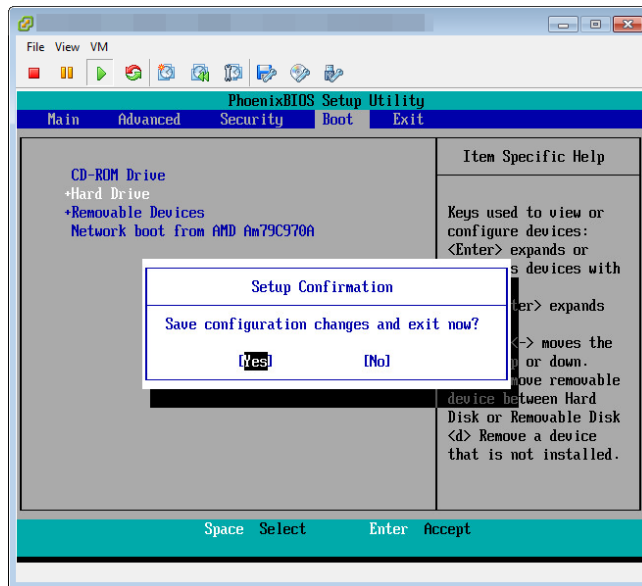 File View VM
PhoenixBIOS Setup Utility
Main Advanced Security Boot Exit
CD-ROM Drive
+Hard Drive
+Removable Devices
Network boot from AMD Am79C970A
Item Specific Help
Keys used to view or
configure devices:
<Enter> expands or
devices with
expands
<-> moves the
or down.
removable
device between Hard
Disk or Removable Disk
<d> Remove a device
that is not installed.
Setup Confirmation
Save configuration changes and exit now?
[Yes] [No]
Space Select Enter Accept